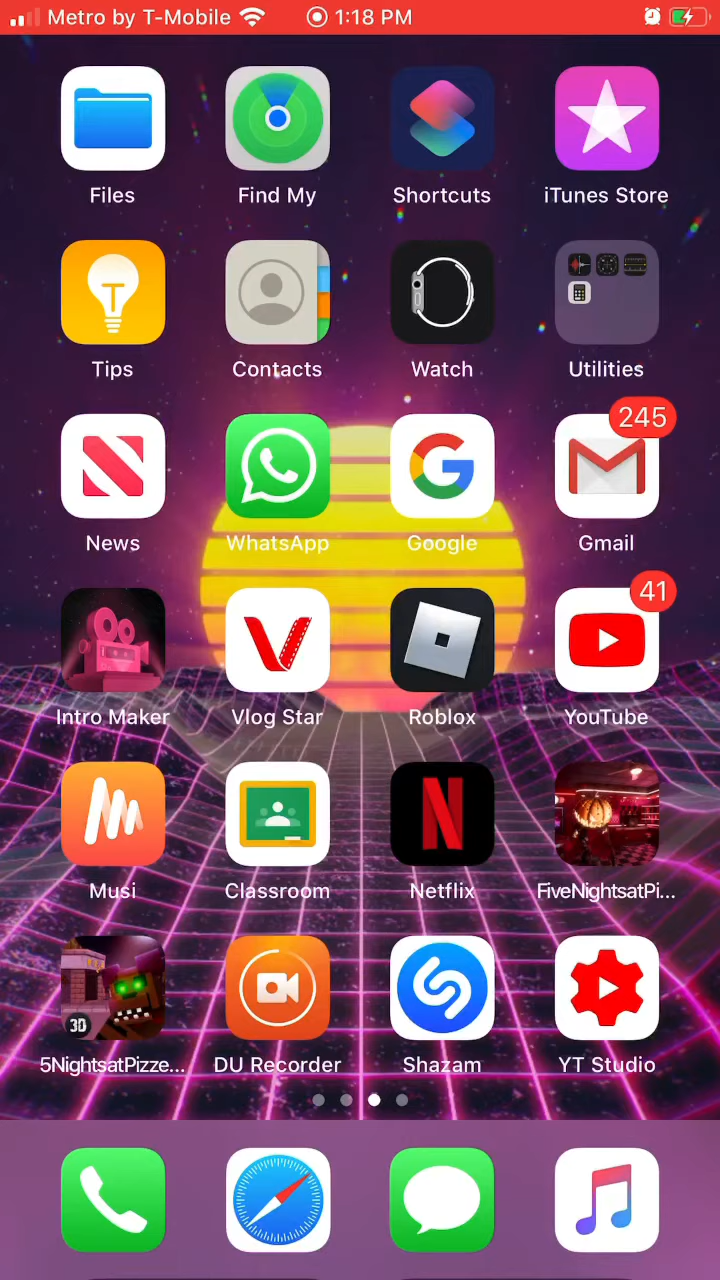 Metro by T-Mobile 1:18 PM
Files Find My Shortcuts iTunes Store
Tips Contacts Watch Utilities
245
News WhatsApp Google Gmail
41
Intro Maker Vlog Star Roblox YouTube
Musi Classroom Netflix FiveNightsatPi...
3D
5NightsatPizze... DU Recorder Shazam YT Studio